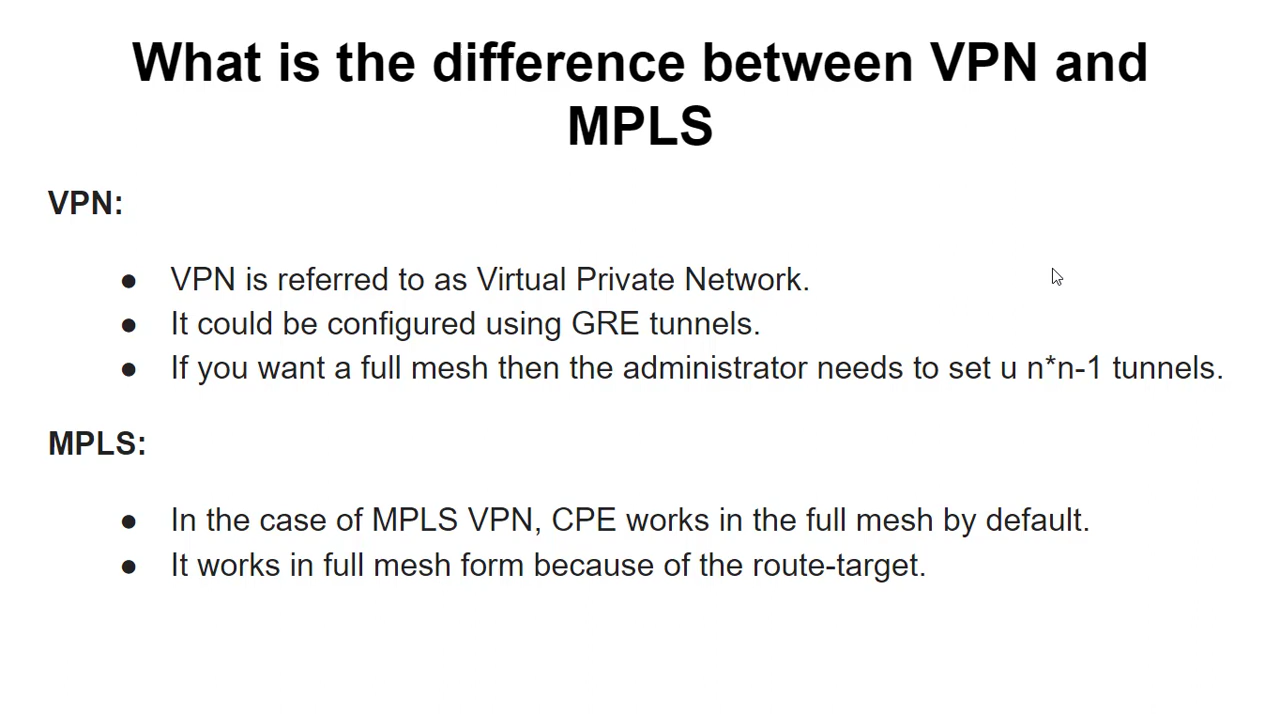 What is the difference between VPN and
MPLS
VPN:
● VPN is referred to as Virtual Private Network.
● It could be configured using GRE tunnels.
● If you want a full mesh then the administrator needs to set u n*n-1 tunnels.
MPLS:
● In the case of MPLS VPN, CPE works in the full mesh by default.
● It works in full mesh form because of the route-target.